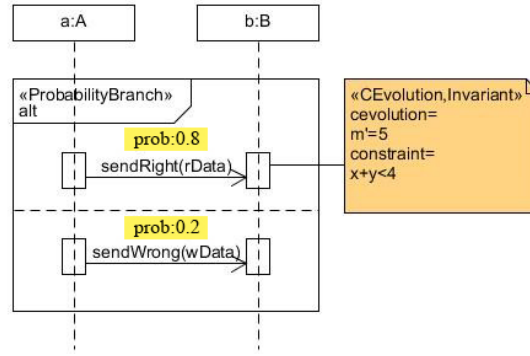 a:A
b:B
«ProbabilityBranch»
alt
prob:0.8
sendRight(rData)
prob:0.2
sendWrong(wData)
«CEvolution,Invariant»
cevolution=
m'=5
constraint=
x+y<4